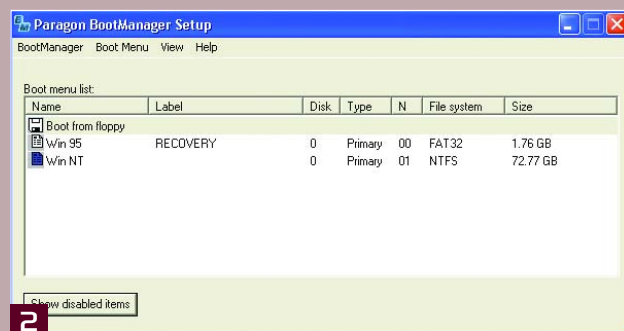 Paragon BootManager Setup
BootManager Boot Menu View Help
Boot menu list:
Name Label Disk Type N File system Size
Boot from floppy
Win 95 RECOVERY 0 Primary 00 FAT32 1.76 GB
Win NT 0 Primary 01 NTFS 72.77 GB
Show disabled items
2